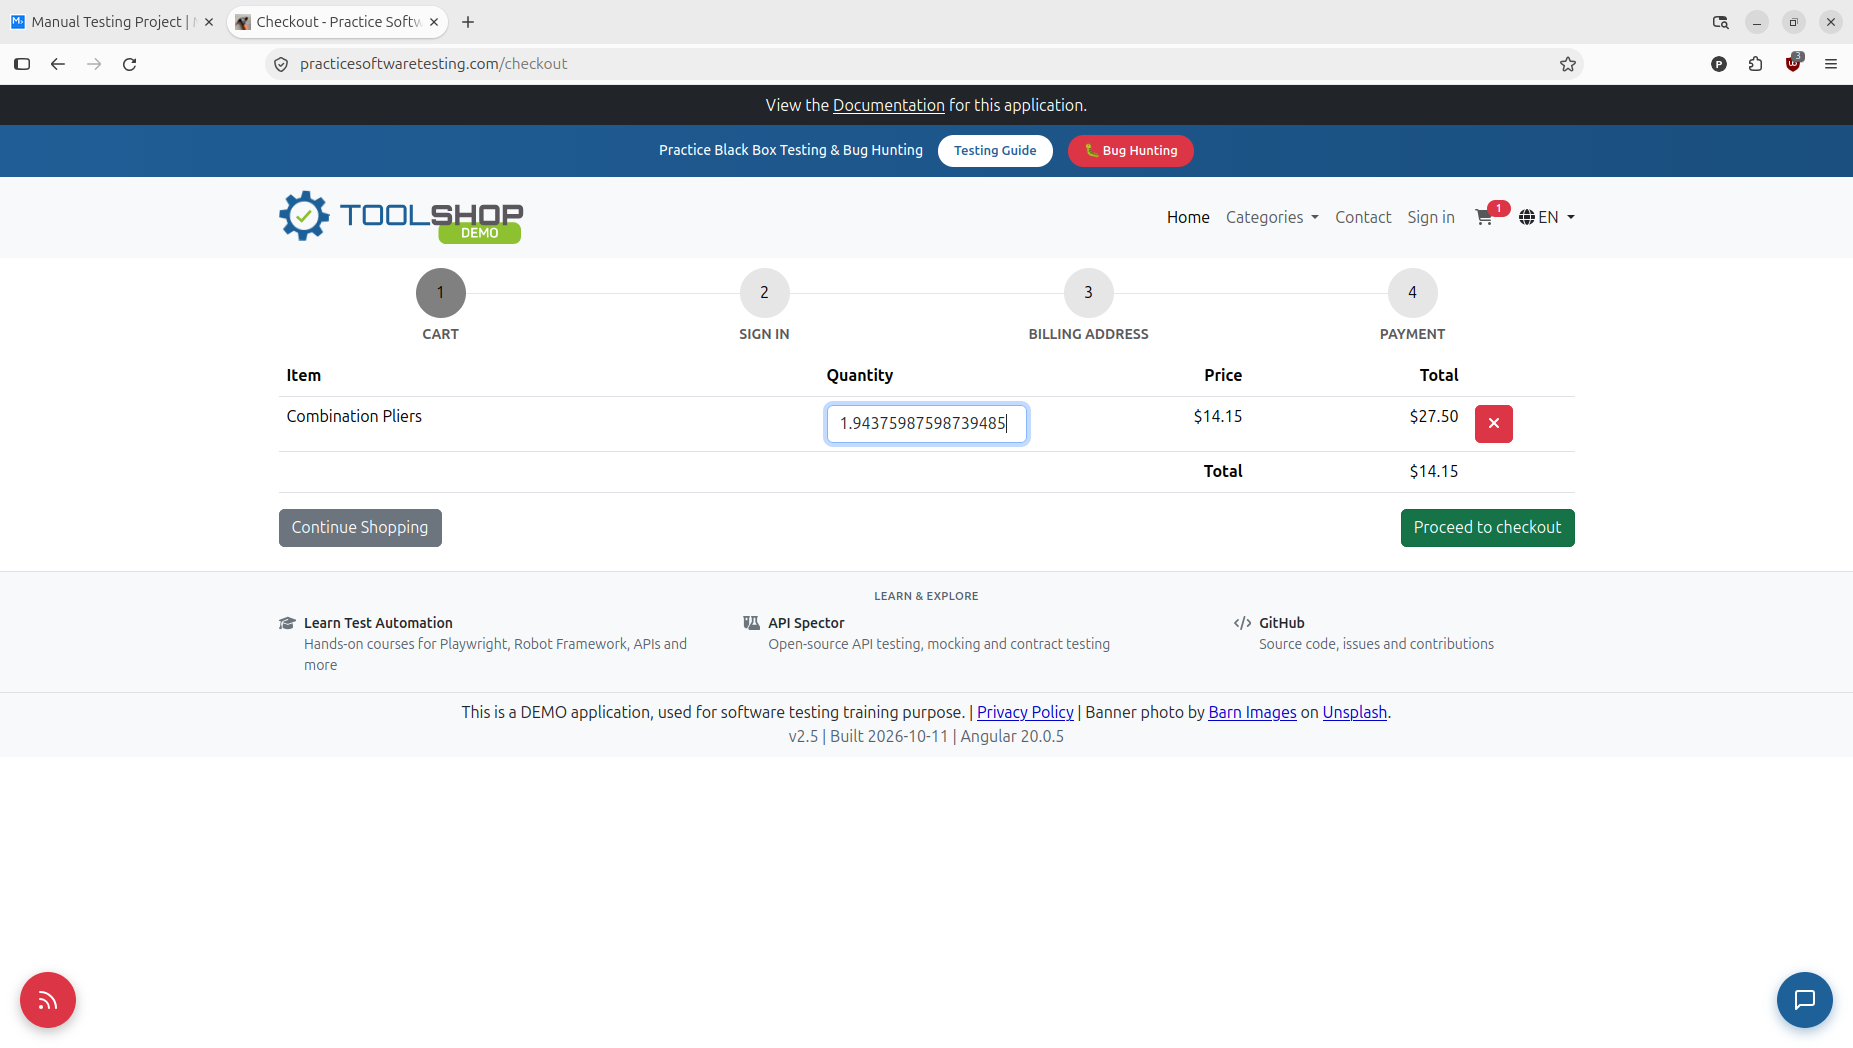 Manual Testing Project |
Checkout - Practice Softw
practicesoftwaretesting.com/checkout
P
3
View the Documentation for this application.
Practice Black Box Testing & Bug Hunting
Testing Guide
Bug Hunting
TOOLSHOP
DEMO
Home
Categories
Contact
Sign in
1
EN
1
2
3
4
CART
SIGN IN
BILLING ADDRESS
PAYMENT
Item Quantity Price Total
Combination Pliers 1.94375987598739485 $14.15 $27.50
Total $14.15
Continue Shopping
Proceed to checkout
LEARN & EXPLORE
Learn Test Automation
Hands-on courses for Playwright, Robot Framework, APIs and
more
API Spector
Open-source API testing, mocking and contract testing
GitHub
Source code, issues and contributions
This is a DEMO application, used for software testing training purpose. | Privacy Policy | Banner photo by Barn Images on Unsplash.
v2.5 | Built 2026-10-11 | Angular 20.0.5